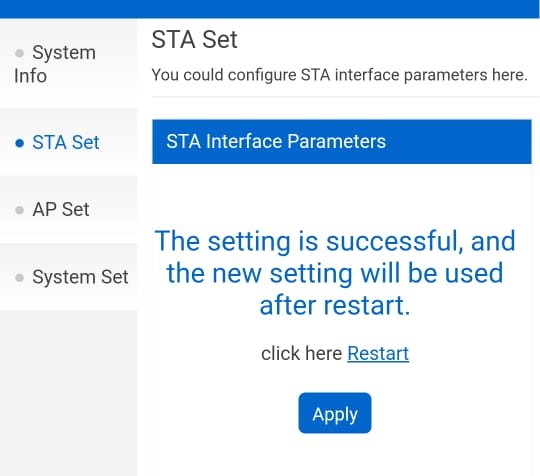 System
Info
STA Set
AP Set
System Set
STA Set
You could configure STA interface parameters here.
STA Interface Parameters
The setting is successful, and
the new setting will be used
after restart.
click here Restart
Apply